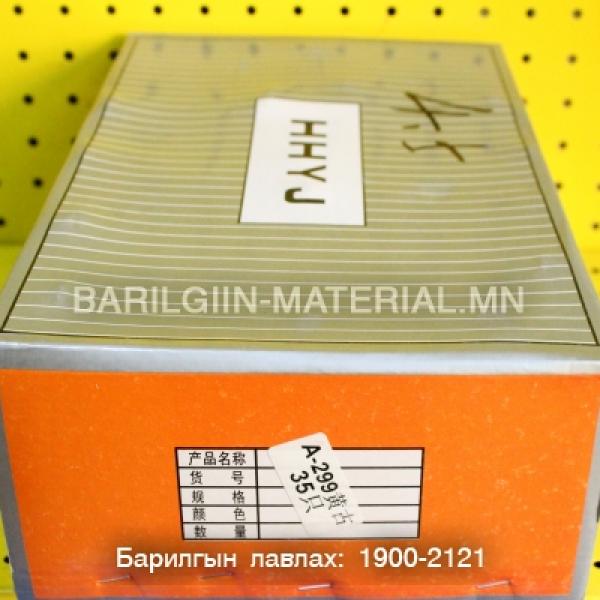 4.5
HHYJ
BARILGIIN-MATERIAL.MN
产品名称
货 号
规 格
颜 色
数 量
A-299黄古
35只
Барилгын лавлах: 1900-2121